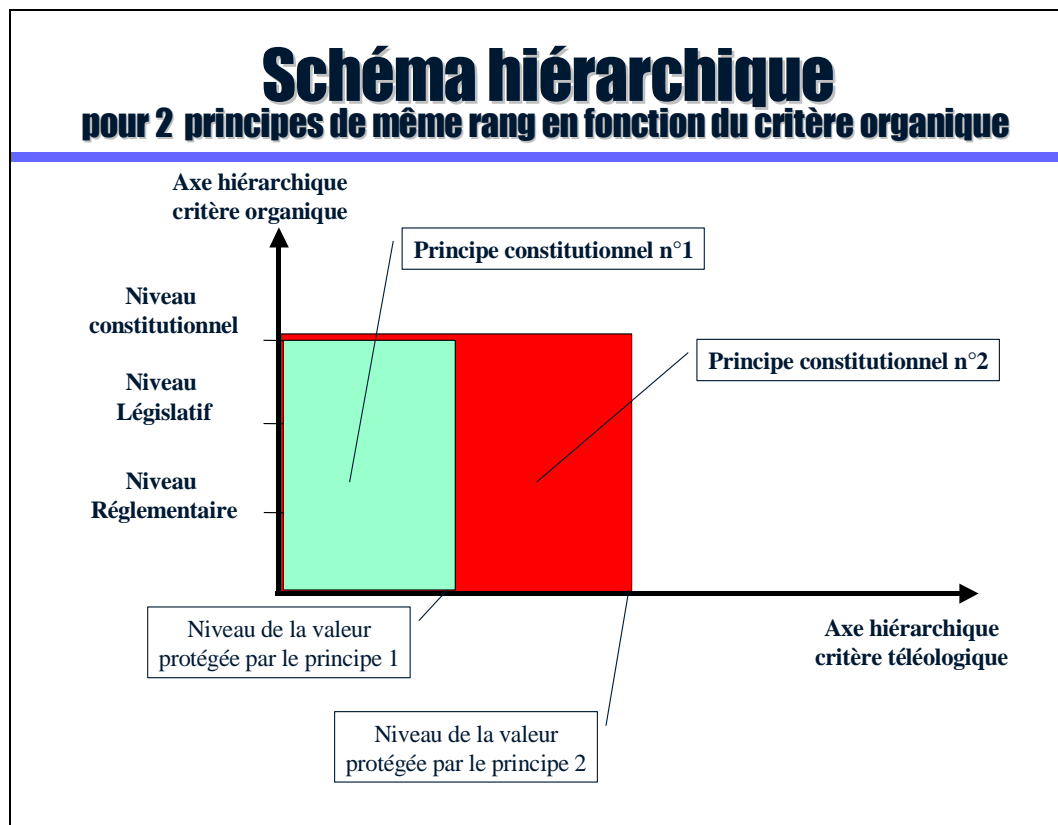 Schéma hiérarchique
pour 2 principes de même rang en fonction du critère organique
Axe hiérarchique
critère organique
Principe constitutionnel n°1
Niveau
constitutionnel
Principe constitutionnel n°2
Niveau
Législatif
Niveau
Réglementaire
Niveau de la valeur
protégée par le principe 1
Axe hiérarchique
critère téléologique
Niveau de la valeur
protégée par le principe 2